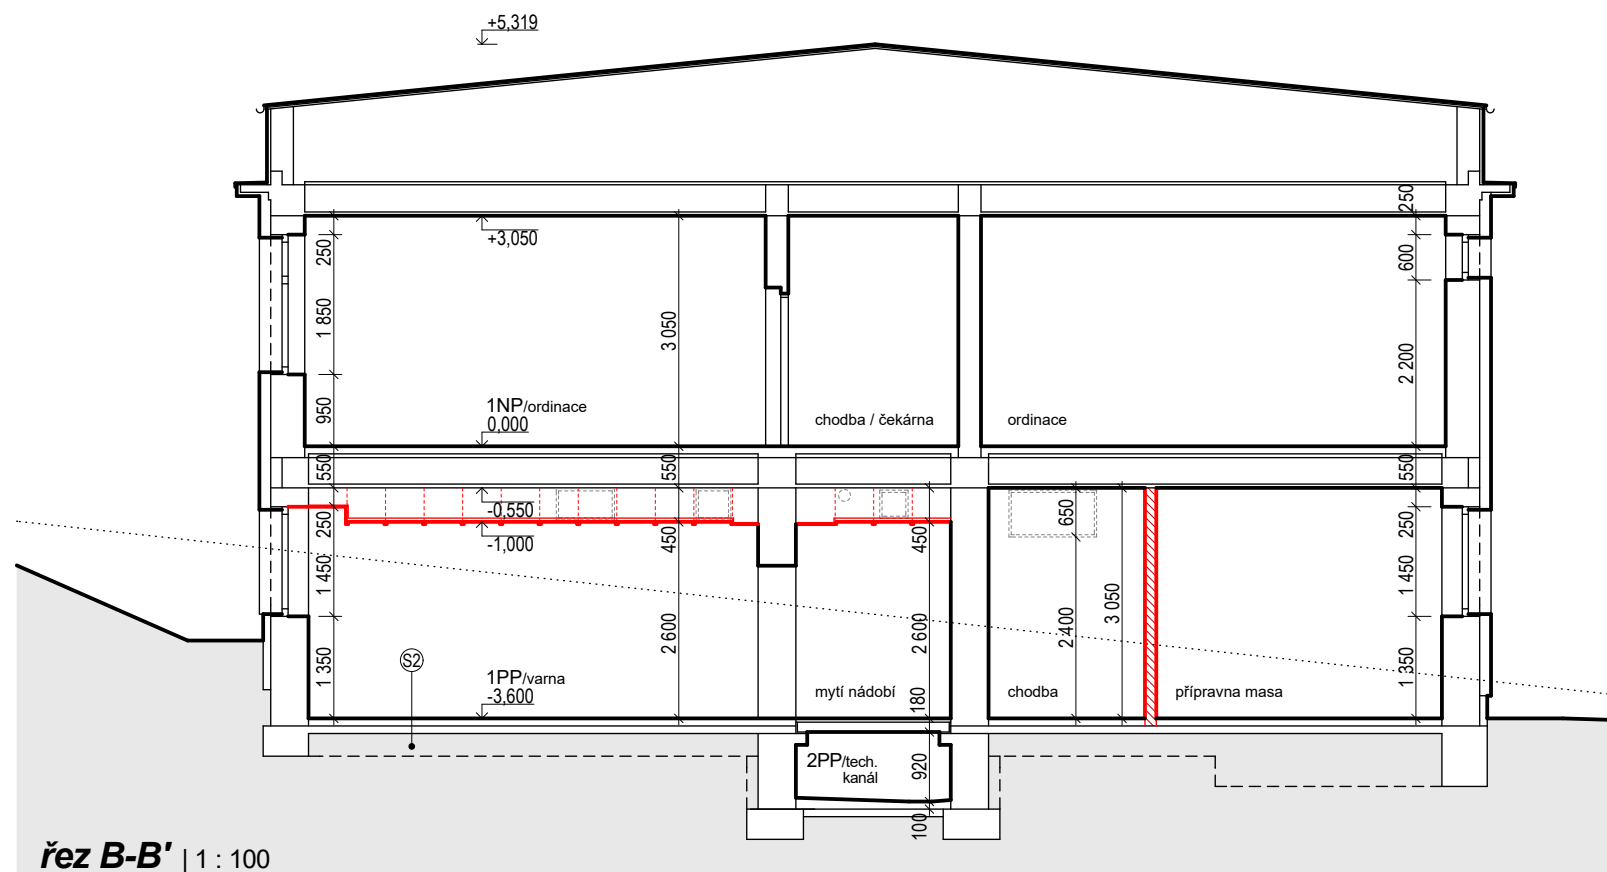 +5,319
250
+3,050
250
600
1 850
3 050
2 200
950
1NP/ordinace
0,000
chodba / čekárna
ordinace
550
550
550
-0,550
650
250
-1,000
450
450
250
1 450
1 450
3 050
2 400
2 600
2 600
1 350
S2
1PP/varna
-3,600
mytí nádobí
180
chodba
přípravna masa
1 350
2PP/tech.
kanál
920
100
řez B-B' | 1 : 100